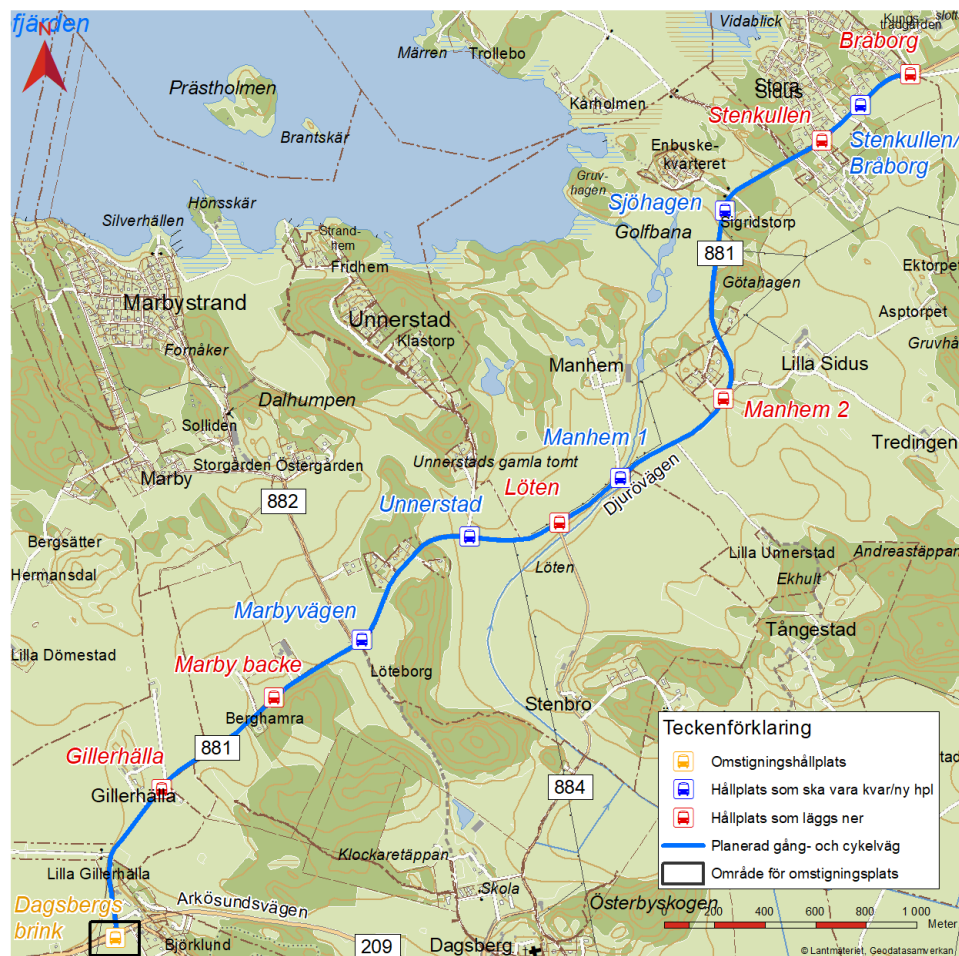 fjärden
N
Vidablick
Kungs-
trädgården
slott
Märren
Trollebo
Bråborg
Prästholmen
Stora
Sidus
Kårholmen
Stenkullen
Brantskär
Stenkullen/
Bråborg
Enbuske-
kvarteret
Gruv-
hagen
Hönsskär
Sjöhagen
Silverhällen
Sigridstorp
Golfbana
Strand-
hem
881
Fridhem
Ektorpet
Götahagen
Marbystrand
Asptorpet
Unnerstad
Klastorp
Gruvhå
Fornåker
Manhem
Lilla Sidus
Dalhumpen
Manhem 2
Solliden
Manhem 1
Tredingen
Storgården
Östergården
Unnerstads gamla tomt
Marby
Löten
Djurövägen
882
Unnerstad
Bergsätter
Lilla Unnerstad
Andreastäppan
Löten
Hermansdal
Ekhult
Marbyvägen
Tångestad
Lilla Dömestad
Marby backe
Löteborg
Stenbro
Berghamra
Gillerhälla
881
Gillerhälla
884
Teckenförklaring
Omstigningshållplats
Hållplats som ska vara kvar/ny hpl
Hållplats som läggs ner
Planerad gång- och cykelväg
Område för omstigningsplats
tad
Klockaretäppan
Lilla Gillerhälla
Skola
Arkösundsvägen
Österbyskogen
Dagsbergs
brink
Björklund
209
Dagsberg
0 200 400 600 800 1 000
Meter
© Lantmäteriet, Geodatasamverkan